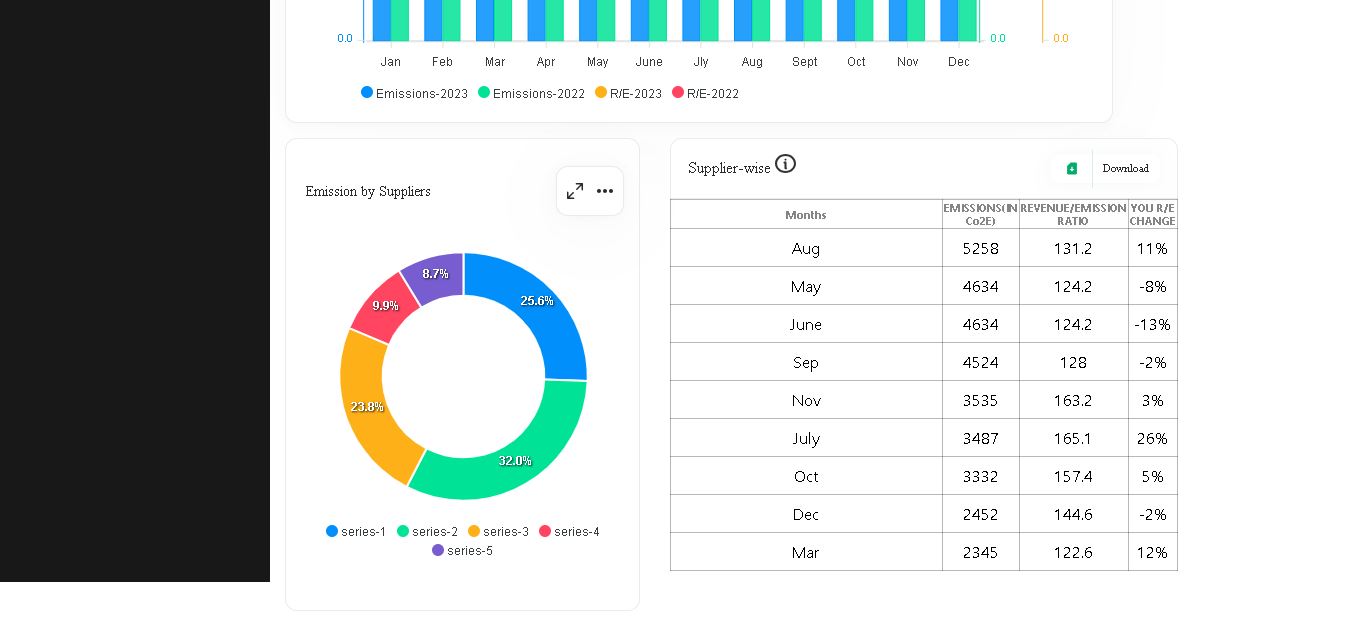 0.0 0.0 0.0
Jan Feb Mar Apr May June Jly Aug Sept Oct Nov Dec
Emissions-2023 Emissions-2022 R/E-2023 R/E-2022
Emission by Suppliers
8.7%
25.6%
9.9%
23.8%
32.0%
series-1 series-2 series-3 series-4
series-5
Supplier-wise Download
Months EMISSIONS(IN Co2E) REVENUE/EMISSION RATIO YOU R/E CHANGE
Aug 5258 131.2 11%
May 4634 124.2 -8%
June 4634 124.2 -13%
Sep 4524 128 -2%
Nov 3535 163.2 3%
July 3487 165.1 26%
Oct 3332 157.4 5%
Dec 2452 144.6 -2%
Mar 2345 122.6 12%